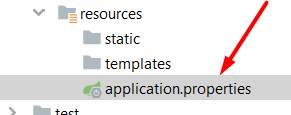 resources
static
templates
application.properties
test